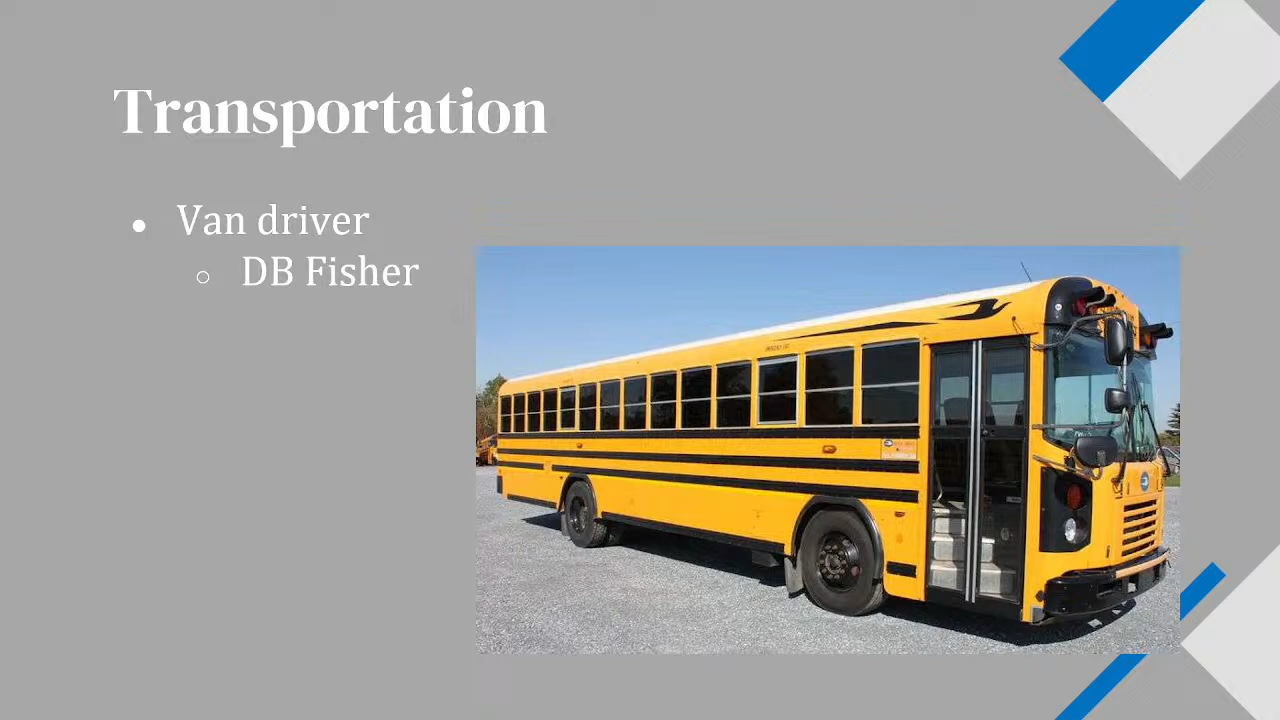 Transportation
● Van driver
○ DB Fisher